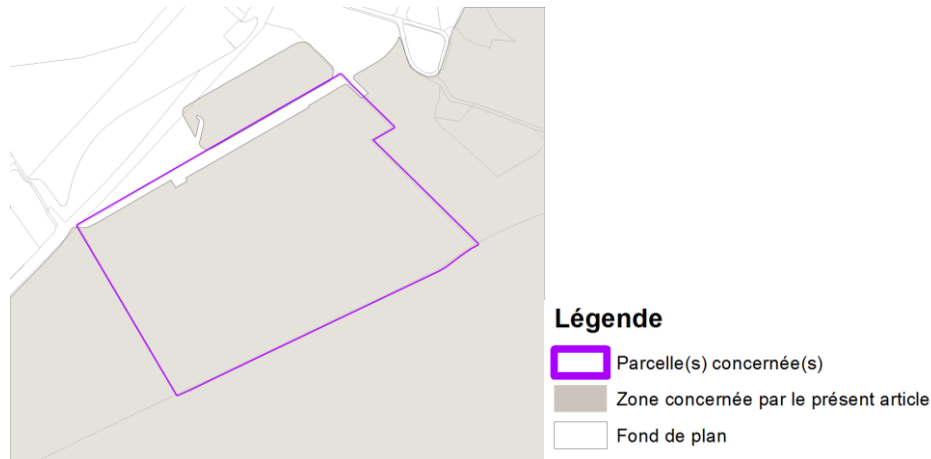 Légende
Parcelle(s) concernée(s)
Zone concernée par le présent article
Fond de plan